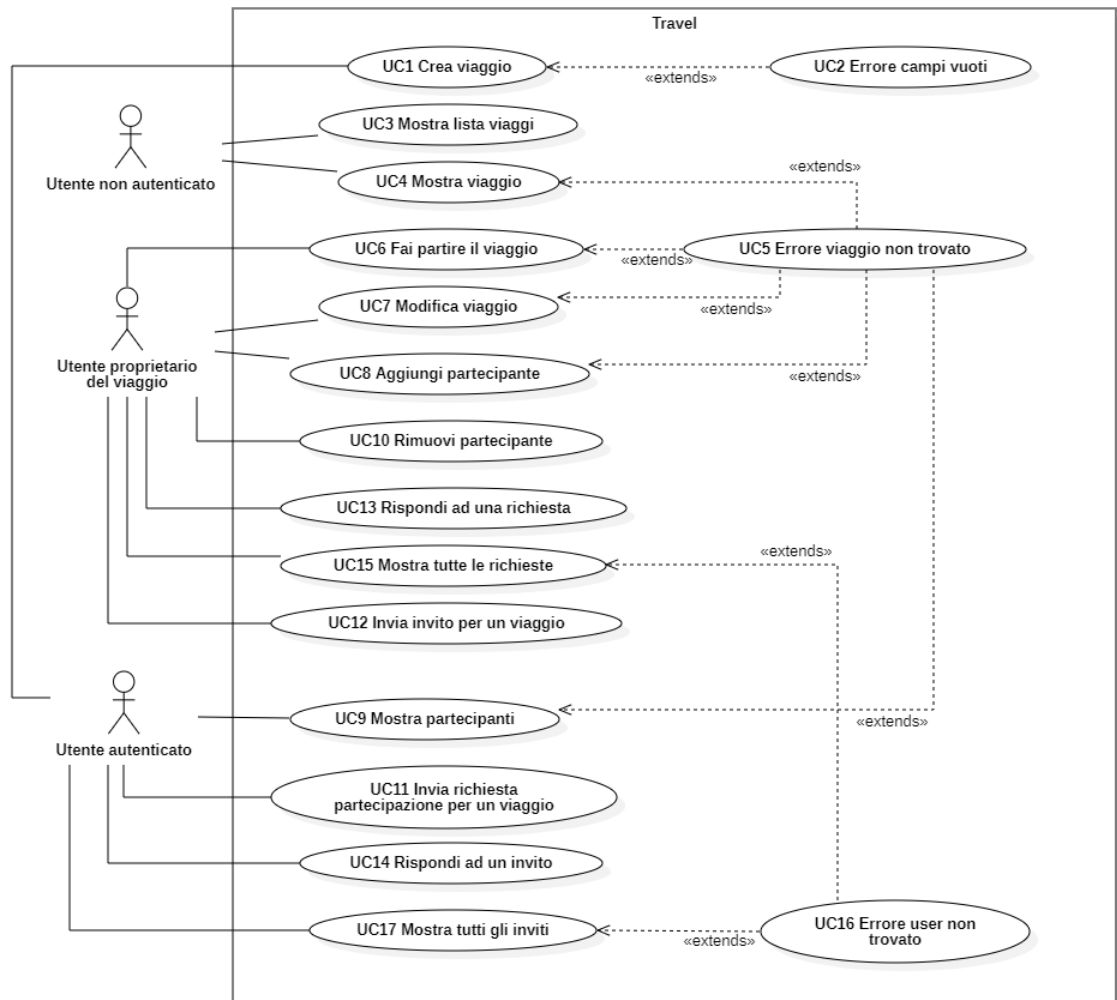 Travel
UC1 Crea viaggio
UC2 Errore campi vuoti
«extends»
UC3 Mostra lista viaggi
«extends»
Utente non autenticato
UC4 Mostra viaggio
UC6 Fai partire il viaggio
UC5 Errore viaggio non trovato
«extends»
UC7 Modifica viaggio
«extends»
Utente proprietario
del viaggio
UC8 Aggiungi partecipante
«extends»
UC10 Rimuovi partecipante
UC13 Rispondi ad una richiesta
«extends»
UC15 Mostra tutte le richieste
UC12 Invia invito per un viaggio
UC9 Mostra partecipanti
«extends»
Utente autenticato
UC11 Invia richiesta
partecipazione per un viaggio
UC14 Rispondi ad un invito
UC17 Mostra tutti gli inviti
UC16 Errore user non
trovato
«extends»